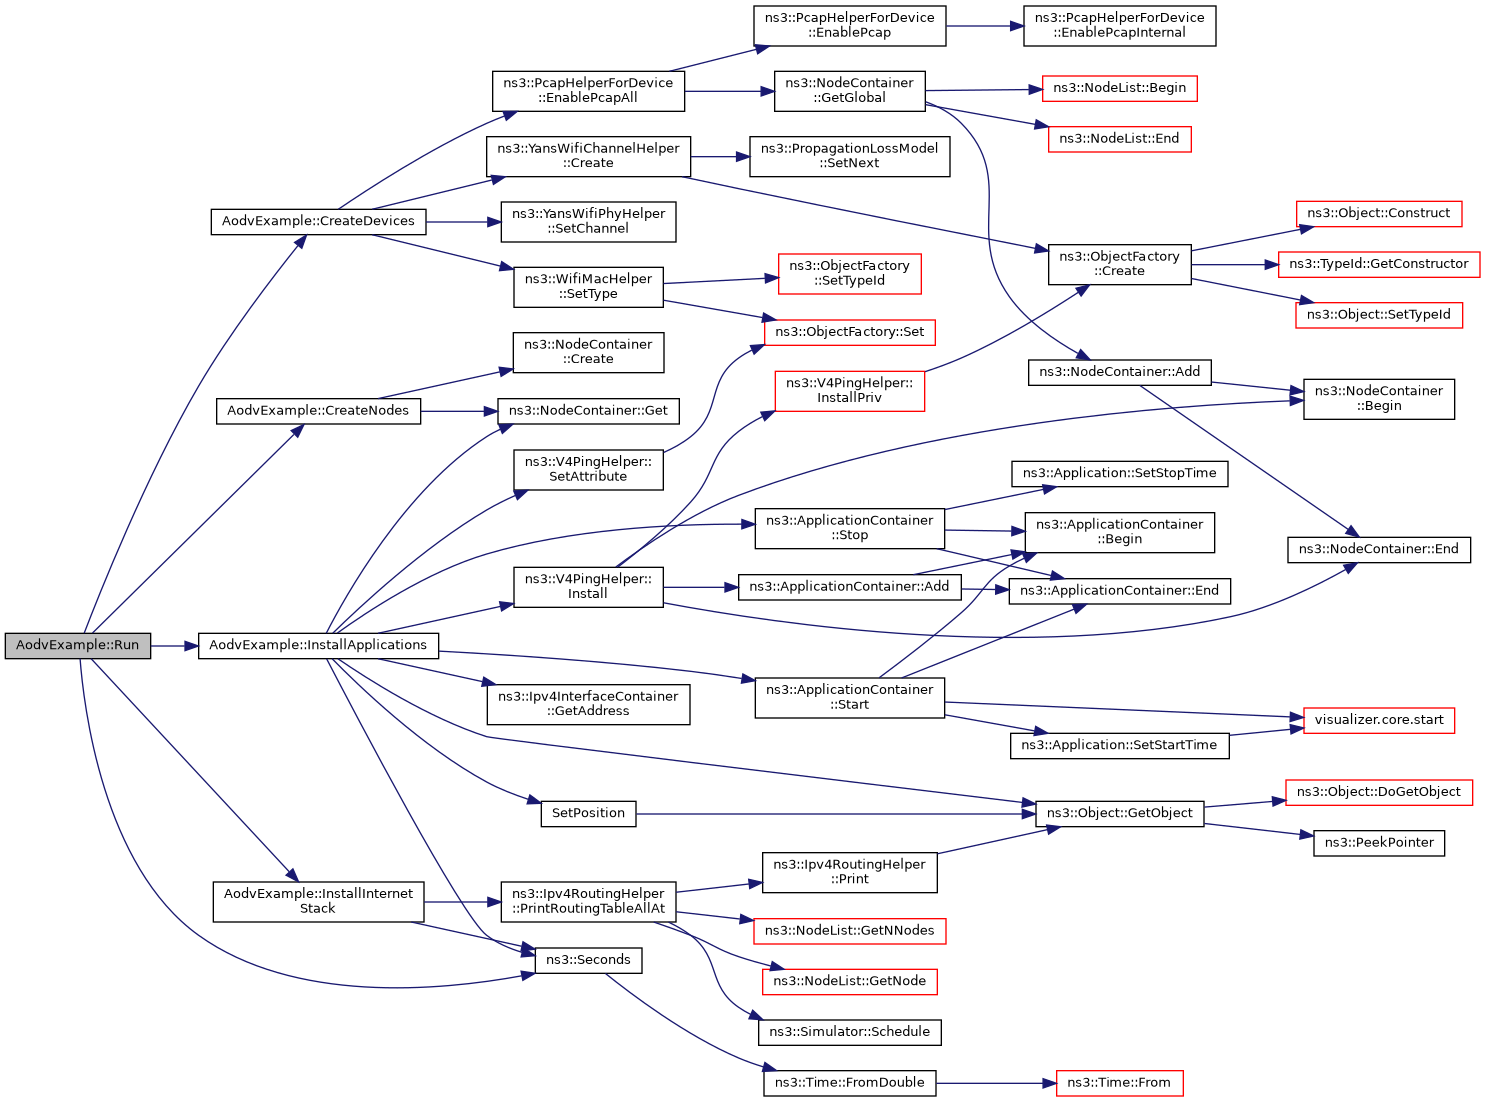 ns3::PcapHelperForDevice
::EnablePcap
ns3::PcapHelperForDevice
::EnablePcapInternal
ns3::PcapHelperForDevice
::EnablePcapAll
ns3::NodeContainer
::GetGlobal
ns3::NodeList::Begin
ns3::NodeList::End
ns3::YansWifiChannelHelper
::Create
ns3::PropagationLossModel
::SetNext
AodvExample::CreateDevices
ns3::YansWifiPhyHelper
::SetChannel
ns3::Object::Construct
ns3::ObjectFactory
::Create
ns3::TypeId::GetConstructor
ns3::WifiMacHelper
::SetType
ns3::ObjectFactory
::SetTypeId
ns3::Object::SetTypeId
ns3::ObjectFactory::Set
ns3::NodeContainer
::Create
ns3::NodeContainer::Add
ns3::V4PingHelper::
InstallPriv
ns3::NodeContainer
::Begin
AodvExample::CreateNodes
ns3::NodeContainer::Get
ns3::V4PingHelper::
SetAttribute
ns3::Application::SetStopTime
ns3::ApplicationContainer
::Stop
ns3::ApplicationContainer
::Begin
ns3::NodeContainer::End
ns3::V4PingHelper::
Install
ns3::ApplicationContainer::Add
ns3::ApplicationContainer::End
AodvExample::Run
AodvExample::InstallApplications
ns3::Ipv4InterfaceContainer
::GetAddress
ns3::ApplicationContainer
::Start
visualizer.core.start
ns3::Application::SetStartTime
ns3::Object::DoGetObject
SetPosition
ns3::Object::GetObject
ns3::PeekPointer
ns3::Ipv4RoutingHelper
::Print
AodvExample::InstallInternet
Stack
ns3::Ipv4RoutingHelper
::PrintRoutingTableAllAt
ns3::NodeList::GetNNodes
ns3::Seconds
ns3::NodeList::GetNode
ns3::Simulator::Schedule
ns3::Time::FromDouble
ns3::Time::From